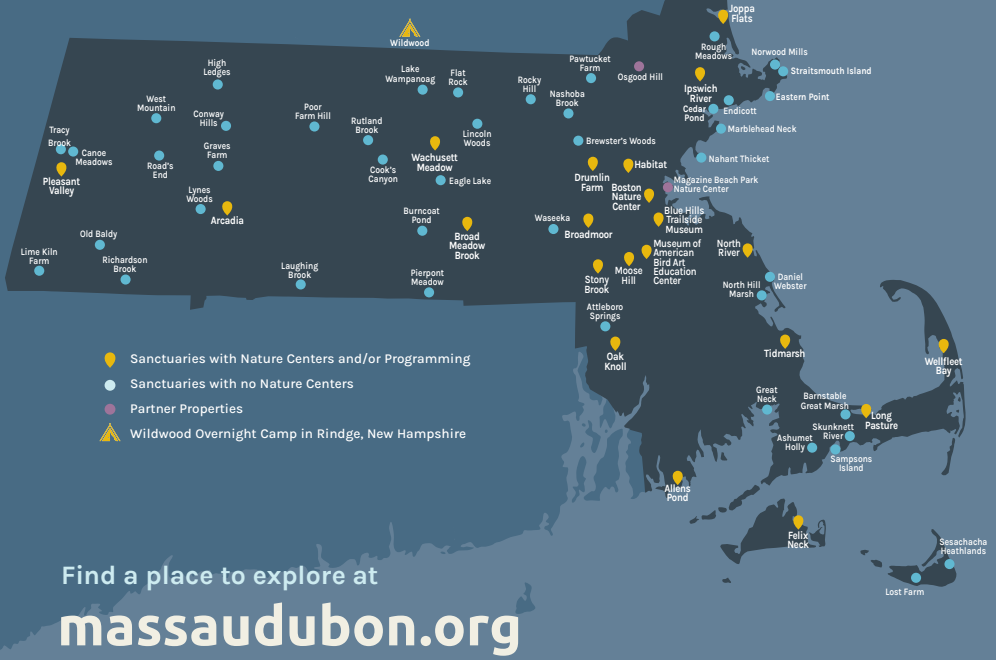 Joppa
Flats
Wildwood
Rough
Meadows
Norwood Mills
Straitsmouth Island
Pawtucket
Farm
Osgood Hill
High
Ledges
Lake
Wampanoag
Flat
Rock
Rocky
Hill
Nashoba
Brook
Ipswich
River
Eastern Point
Cedar
Pond
Endicott
West
Mountain
Conway
Hills
Poor
Farm Hill
Rutland
Brook
Lincoln
Woods
Marblehead Neck
Tracy
Brook
Canoe
Meadows
Road's
End
Graves
Farm
Wachusett
Meadow
Cook's
Canyon
Eagle Lake
Brewster's Woods
Nahant Thicket
Pleasant
Valley
Drumlin
Farm
Habitat
Boston
Nature
Center
Magazine Beach Park
Nature Center
Lynes
Woods
Arcadia
Burncoat
Pond
Broad
Meadow
Brook
Waseeka
Broadmoor
Blue Hills
Trailside
Museum
Old Baldy
Lime Kiln
Farm
Richardson
Brook
Laughing
Brook
Pierpont
Meadow
Stony
Brook
Moose
Hill
Museum of
American
Bird Art
Education
Center
North
River
Daniel
Webster
North Hill
Marsh
Attleboro
Springs
Oak
Knoll
Tidmarsh
Wellfleet
Bay
Sanctuaries with Nature Centers and/or Programming
Sanctuaries with no Nature Centers
Partner Properties
Wildwood Overnight Camp in Rindge, New Hampshire
Great
Neck
Barnstable
Great Marsh
Long
Pasture
Skunknett
River
Ashumet
Holly
Sampsons
Island
Allens
Pond
Felix
Neck
Sesachacha
Heathlands
Lost Farm
Find a place to explore at
massaudubon.org